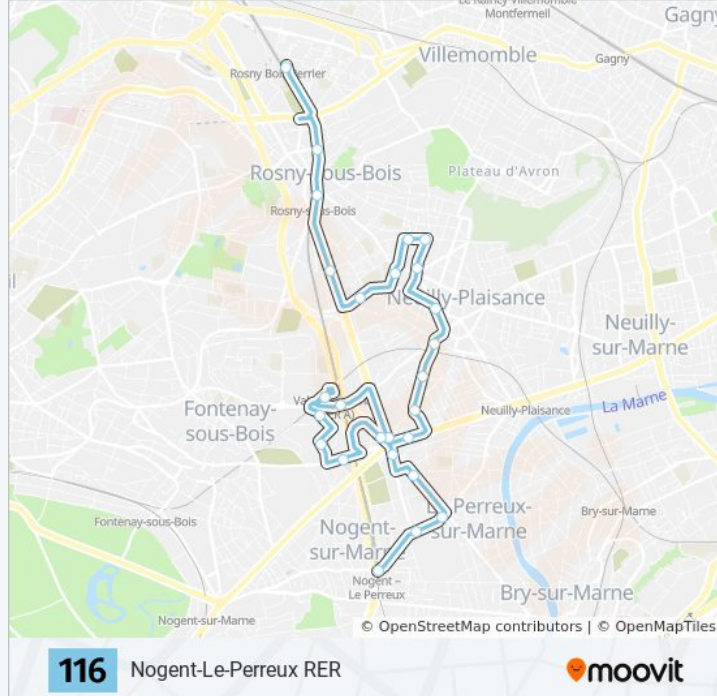 Le Raincy Villemomble
Montfermeil
Gagny
Villemomble
Gagny
Rosny Bois Perrier
Rosny-sous-Bois
Plateau d'Avron
Rosny-sous-Bois
Neuilly-Plaisance
Neuilly-
sur-Marne
La Marne
Fontenay-
sous-Bois
Neuilly-Plaisance
Le Perreux-
sur-Marne
Bry-sur-Marne
Fontenay-sous-Bois
Nogent-
sur-Marne
Nogent –
Le Perreux
Bry-sur-Marne
Nogent-sur-Marne
© OpenStreetMap contributors | © OpenMapTiles
116 Nogent-Le-Perreux RER
moovit